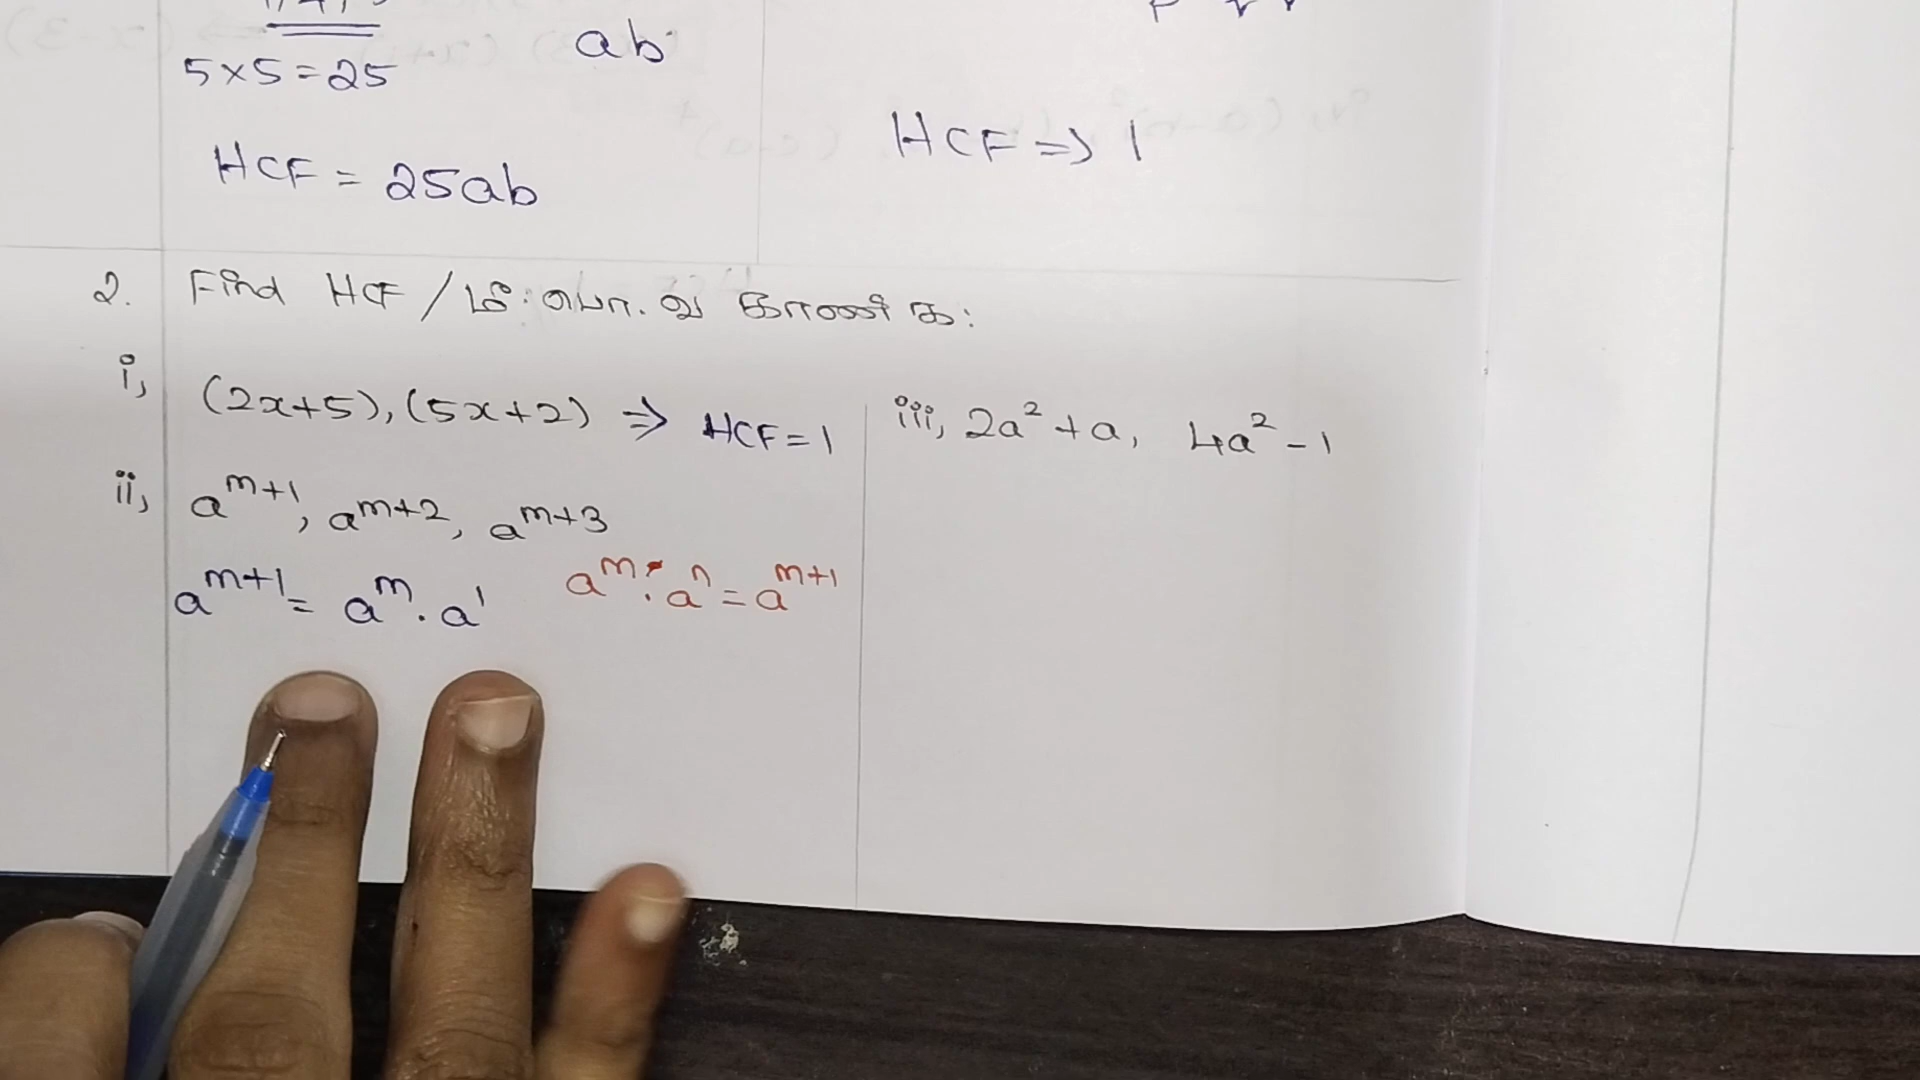 5×5=25
ab
HCF = 25ab
HCF => 1
2. Find HCF / மீ.பொ.வ காண்க:
i, (2x+5), (5x+2) => HCF=1
ii, a^{m+1}, a^{m+2}, a^{m+3}
a^{m+1} = a^m . a^1
a^m . a^n = a^{m+1}
iii, 2a² + a, 4a² - 1